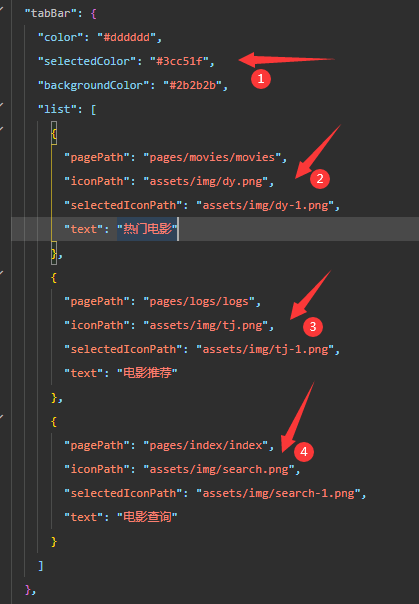 "tabBar": {
"color": "#dddddd",
"selectedColor": "#3cc51f",
1
"backgroundColor": "#2b2b2b",
"list": [
{
"pagePath": "pages/movies/movies",
"iconPath": "assets/img/dy.png",
2
"selectedIconPath": "assets/img/dy-1.png",
"text": "热门电影"
},
{
"pagePath": "pages/logs/logs",
"iconPath": "assets/img/tj.png",
3
"selectedIconPath": "assets/img/tj-1.png",
"text": "电影推荐"
},
{
"pagePath": "pages/index/index",
4
"iconPath": "assets/img/search.png",
"selectedIconPath": "assets/img/search-1.png",
"text": "电影查询"
}
]
},